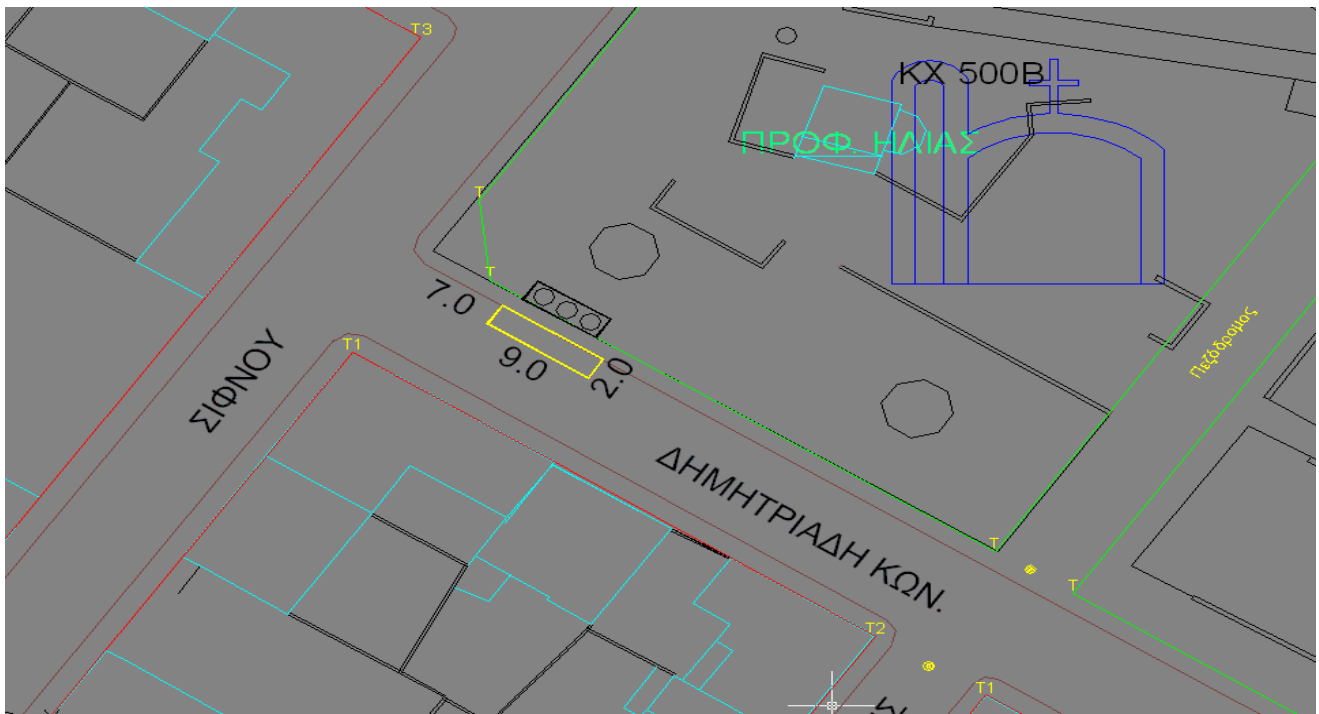 T3
KX 500B
ΠΡΟΦ. ΗΛΙΑΣ
T
T
7.0
9.0
2.0
Πεζόδρομος
T1
ΣΙΦΝΟΥ
ΔΗΜΗΤΡΙΑΔΗ ΚΩΝ.
T
T
T2
T1